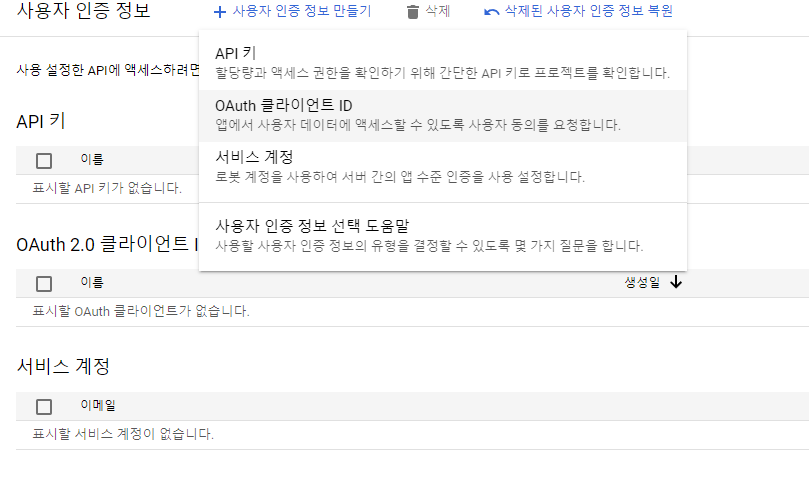 사용자 인증 정보
사용자 인증 정보 만들기
삭제
삭제된 사용자 인증 정보 복원
사용 설정한 API에 액세스하려면
API 키
할당량과 액세스 권한을 확인하기 위해 간단한 API 키로 프로젝트를 확인합니다.
OAuth 클라이언트 ID
앱에서 사용자 데이터에 액세스할 수 있도록 사용자 동의를 요청합니다.
서비스 계정
로봇 계정을 사용하여 서버 간의 앱 수준 인증을 사용 설정합니다.
사용자 인증 정보 선택 도움말
사용할 사용자 인증 정보의 유형을 결정할 수 있도록 몇 가지 질문을 합니다.
API 키
이름
표시할 API 키가 없습니다.
OAuth 2.0 클라이언트 I
이름
생성일
표시할 OAuth 클라이언트가 없습니다.
서비스 계정
이메일
표시할 서비스 계정이 없습니다.